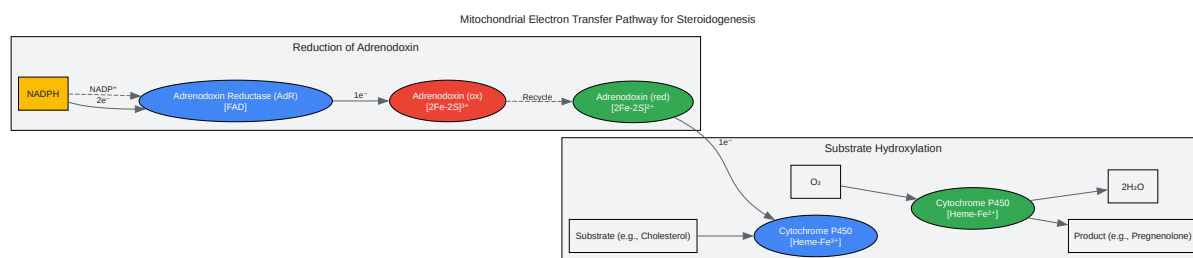 Mitochondrial Electron Transfer Pathway for Steroidogenesis
Reduction of Adrenodoxin
NADPH
NADP⁺
2e⁻
Adrenodoxin Reductase (AdR)
[FAD]
1e⁻
Adrenodoxin (ox)
[2Fe-2S]³⁺
Recycle
Adrenodoxin (red)
[2Fe-2S]²⁺
1e⁻
Substrate Hydroxylation
O₂
2H₂O
Cytochrome P450
[Heme-Fe²⁺]
Substrate (e.g., Cholesterol)
Cytochrome P450
[Heme-Fe³⁺]
Product (e.g., Pregnenolone)